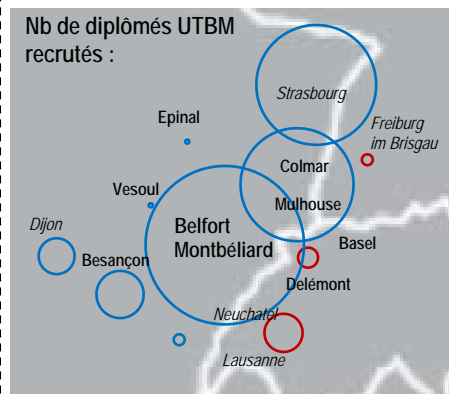 Nb de diplômés UTBM
recrutés :
Strasbourg
Epinal
Freiburg
im Brisgau
Colmar
Vesoul
Mulhouse
Dijon
Belfort
Montbéliard
Basel
Besançon
Delémont
Neuchatel
Lausanne